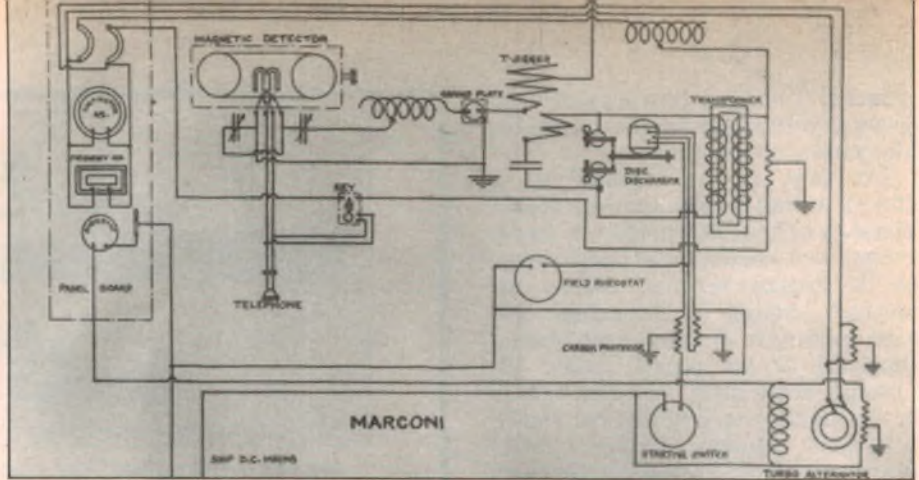 MAGNETIC DETECTOR
GROUND PLATE
TRANSFORMER
DISC
DISCHARGER
KEY
PANEL BOARD
TELEPHONE
FIELD RHEOSTAT
CARBON PROTECTOR
MARCONI
SHIP D.C. MAINS
STARTING SWITCH
TURBO ALTERNATOR